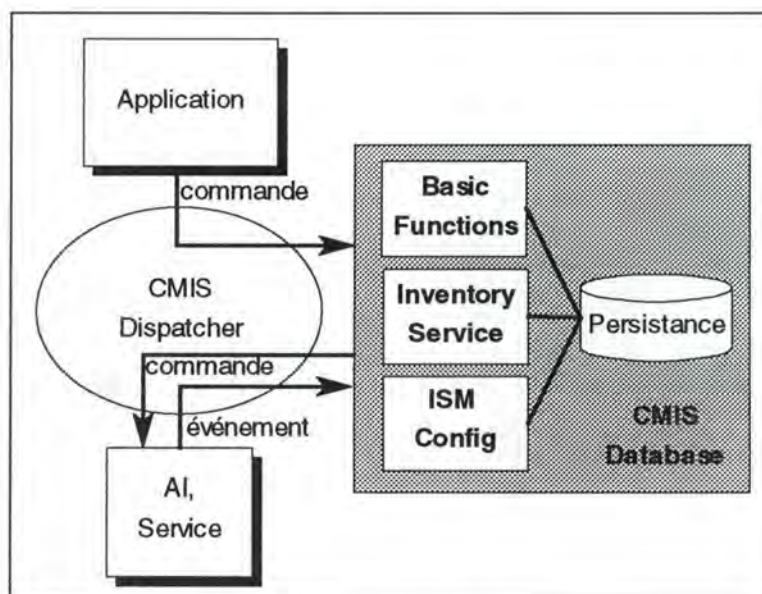 Application
commande
Basic
Functions
CMIS
Dispatcher
Inventory
Service
Persistance
commande
événement
ISM
Config
CMIS
Database
AI,
Service